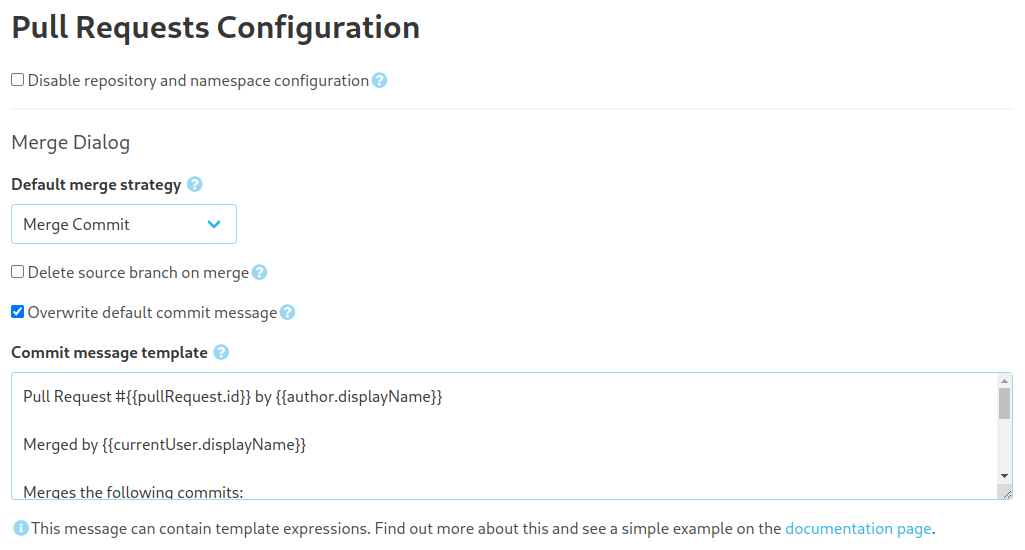 Pull Requests Configuration
Disable repository and namespace configuration
Merge Dialog
Default merge strategy
Merge Commit
Delete source branch on merge
Overwrite default commit message
Commit message template
Pull Request #{{pullRequest.id}} by {{author.displayName}}
Merged by {{currentUser.displayName}}
Merges the following commits:
This message can contain template expressions. Find out more about this and see a simple example on the documentation page.